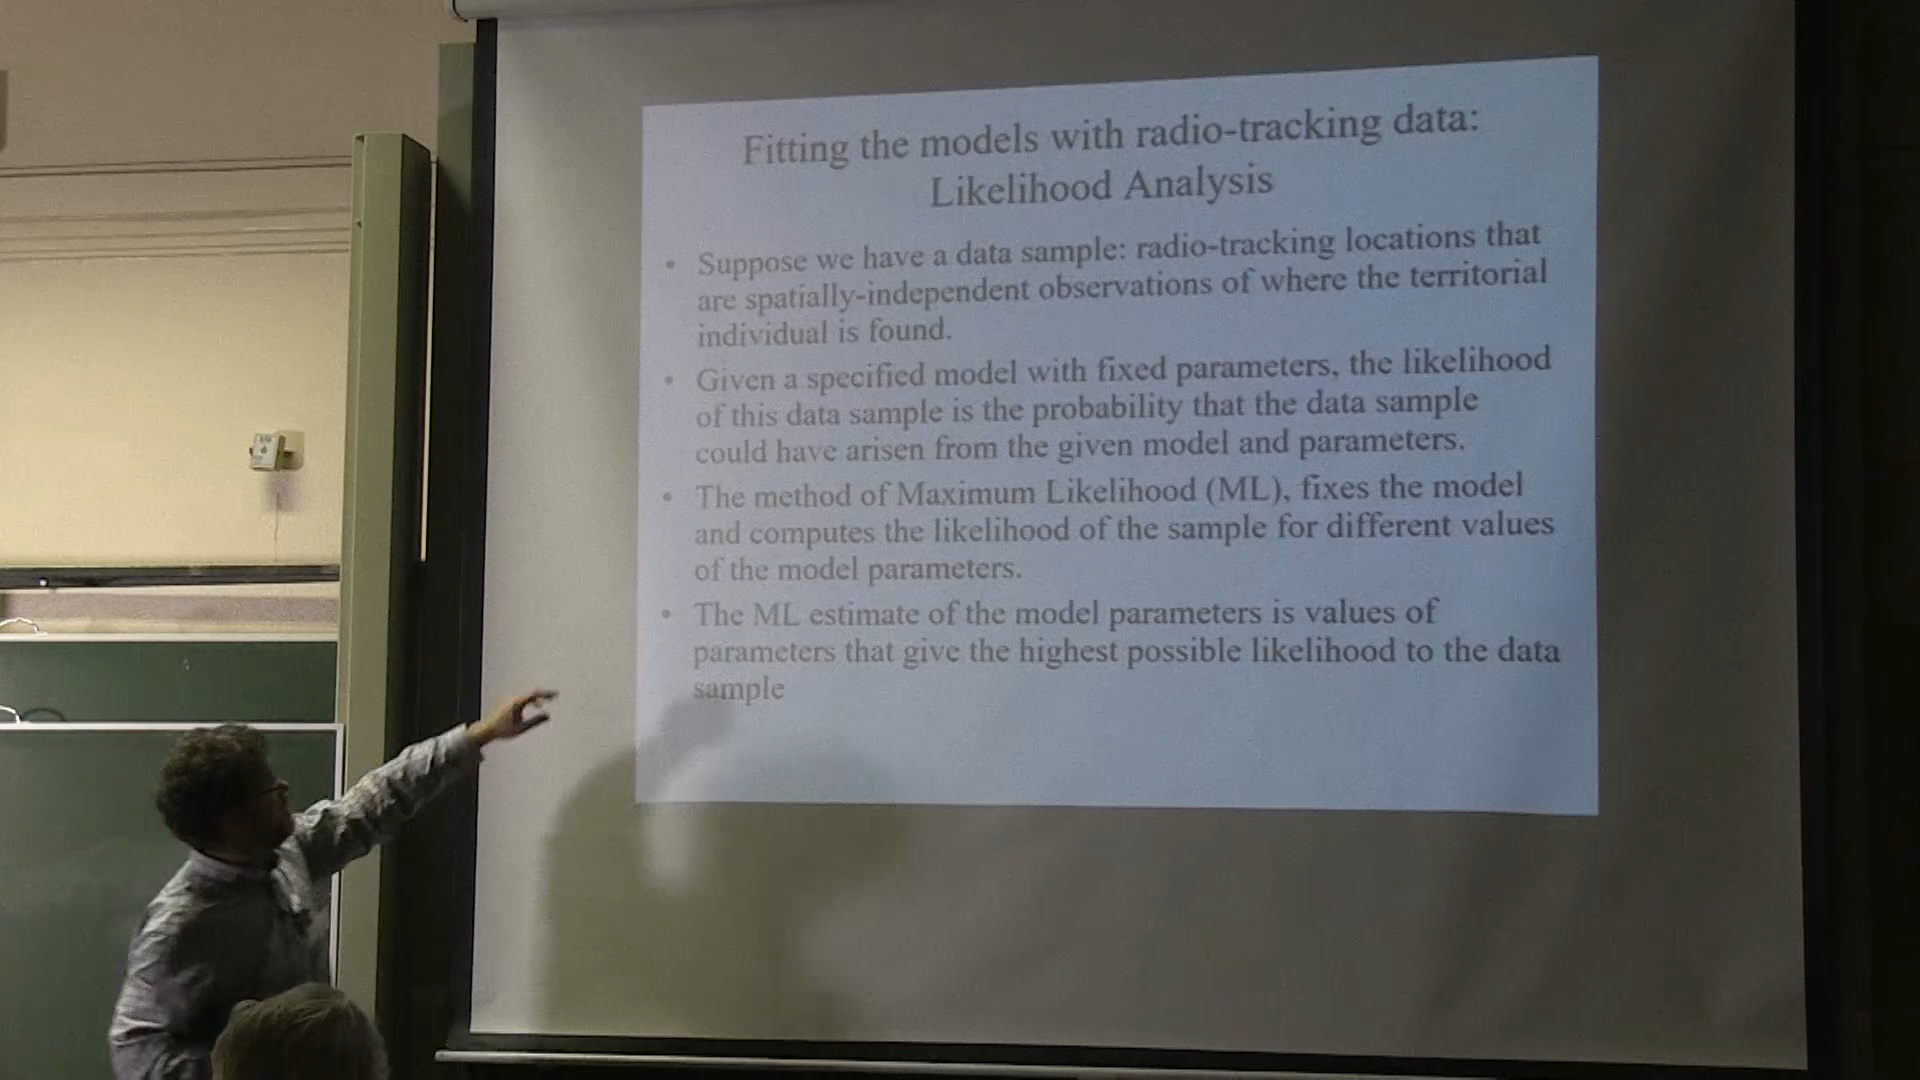 Fitting the models with radio-tracking data:
Likelihood Analysis
• Suppose we have a data sample: radio-tracking locations that
are spatially-independent observations of where the territorial
individual is found.
• Given a specified model with fixed parameters, the likelihood
of this data sample is the probability that the data sample
could have arisen from the given model and parameters.
• The method of Maximum Likelihood (ML), fixes the model
and computes the likelihood of the sample for different values
of the model parameters.
• The ML estimate of the model parameters is values of
parameters that give the highest possible likelihood to the data
sample